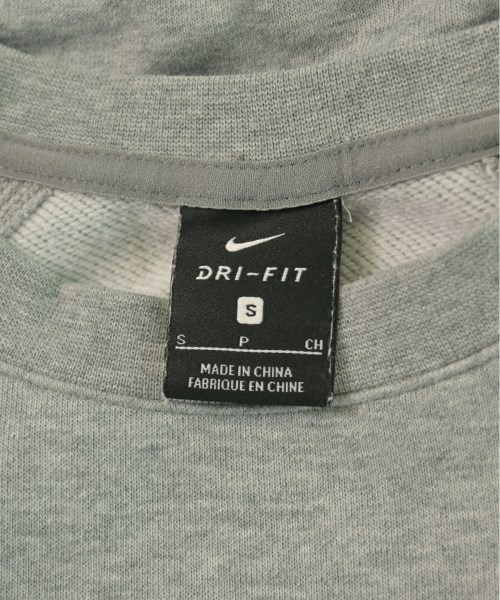 DRI-FIT
S
S P CH
MADE IN CHINA
FABRIQUE EN CHINE